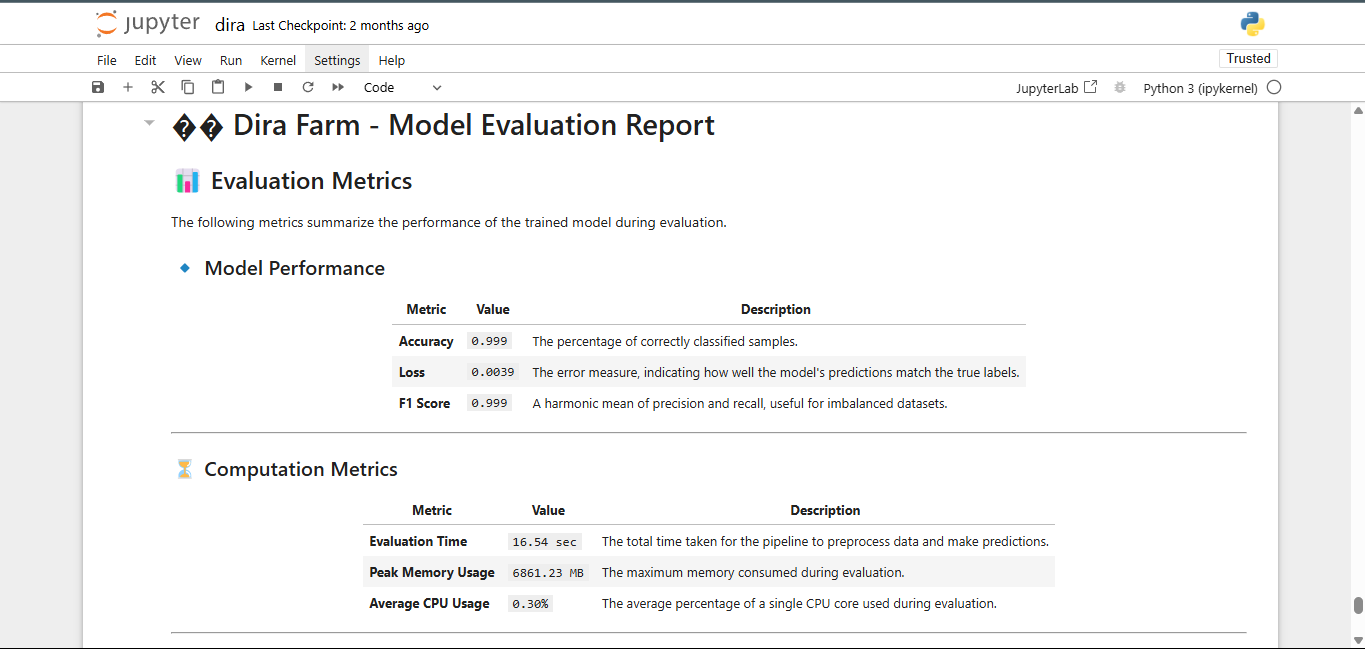 jupyter dira Last Checkpoint: 2 months ago
File Edit View Run Kernel Settings Help Trusted
Code JupyterLab Python 3 (ipykernel)
�� Dira Farm - Model Evaluation Report
📊 Evaluation Metrics
The following metrics summarize the performance of the trained model during evaluation.
🔹 Model Performance
Metric Value Description
Accuracy 0.999 The percentage of correctly classified samples.
Loss 0.0039 The error measure, indicating how well the model's predictions match the true labels.
F1 Score 0.999 A harmonic mean of precision and recall, useful for imbalanced datasets.
⏳ Computation Metrics
Metric Value Description
Evaluation Time 16.54 sec The total time taken for the pipeline to preprocess data and make predictions.
Peak Memory Usage 6861.23 MB The maximum memory consumed during evaluation.
Average CPU Usage 0.30% The average percentage of a single CPU core used during evaluation.